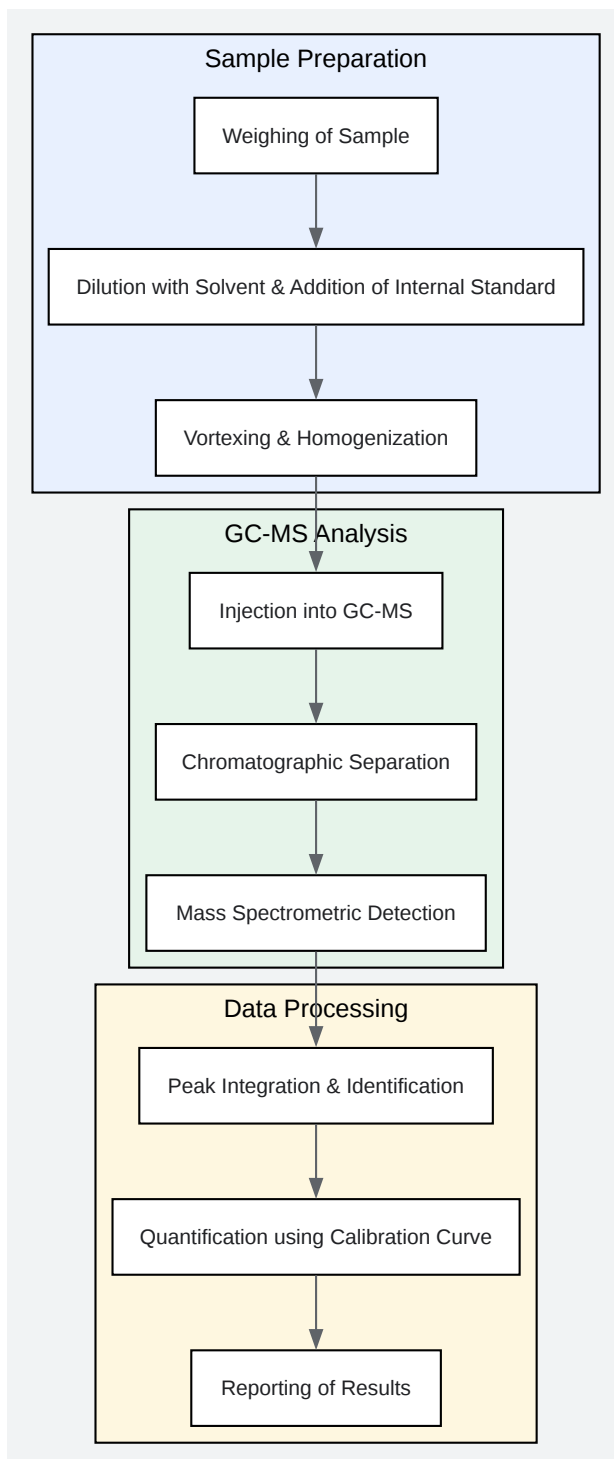 Sample Preparation
Weighing of Sample
Dilution with Solvent & Addition of Internal Standard
Vortexing & Homogenization
GC-MS Analysis
Injection into GC-MS
Chromatographic Separation
Mass Spectrometric Detection
Data Processing
Peak Integration & Identification
Quantification using Calibration Curve
Reporting of Results